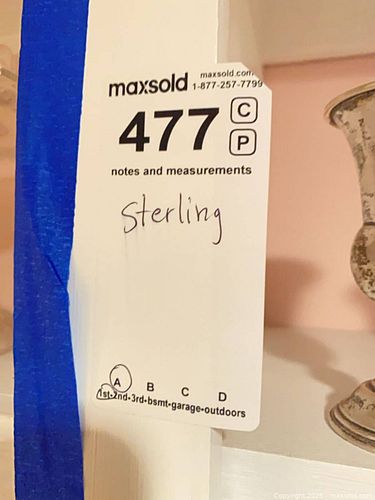 maxsold maxsold.com
1-877-257-7799
477 C
P
notes and measurements
Sterling
A B C D
1st-2nd-3rd-bsmt-garage-outdoors